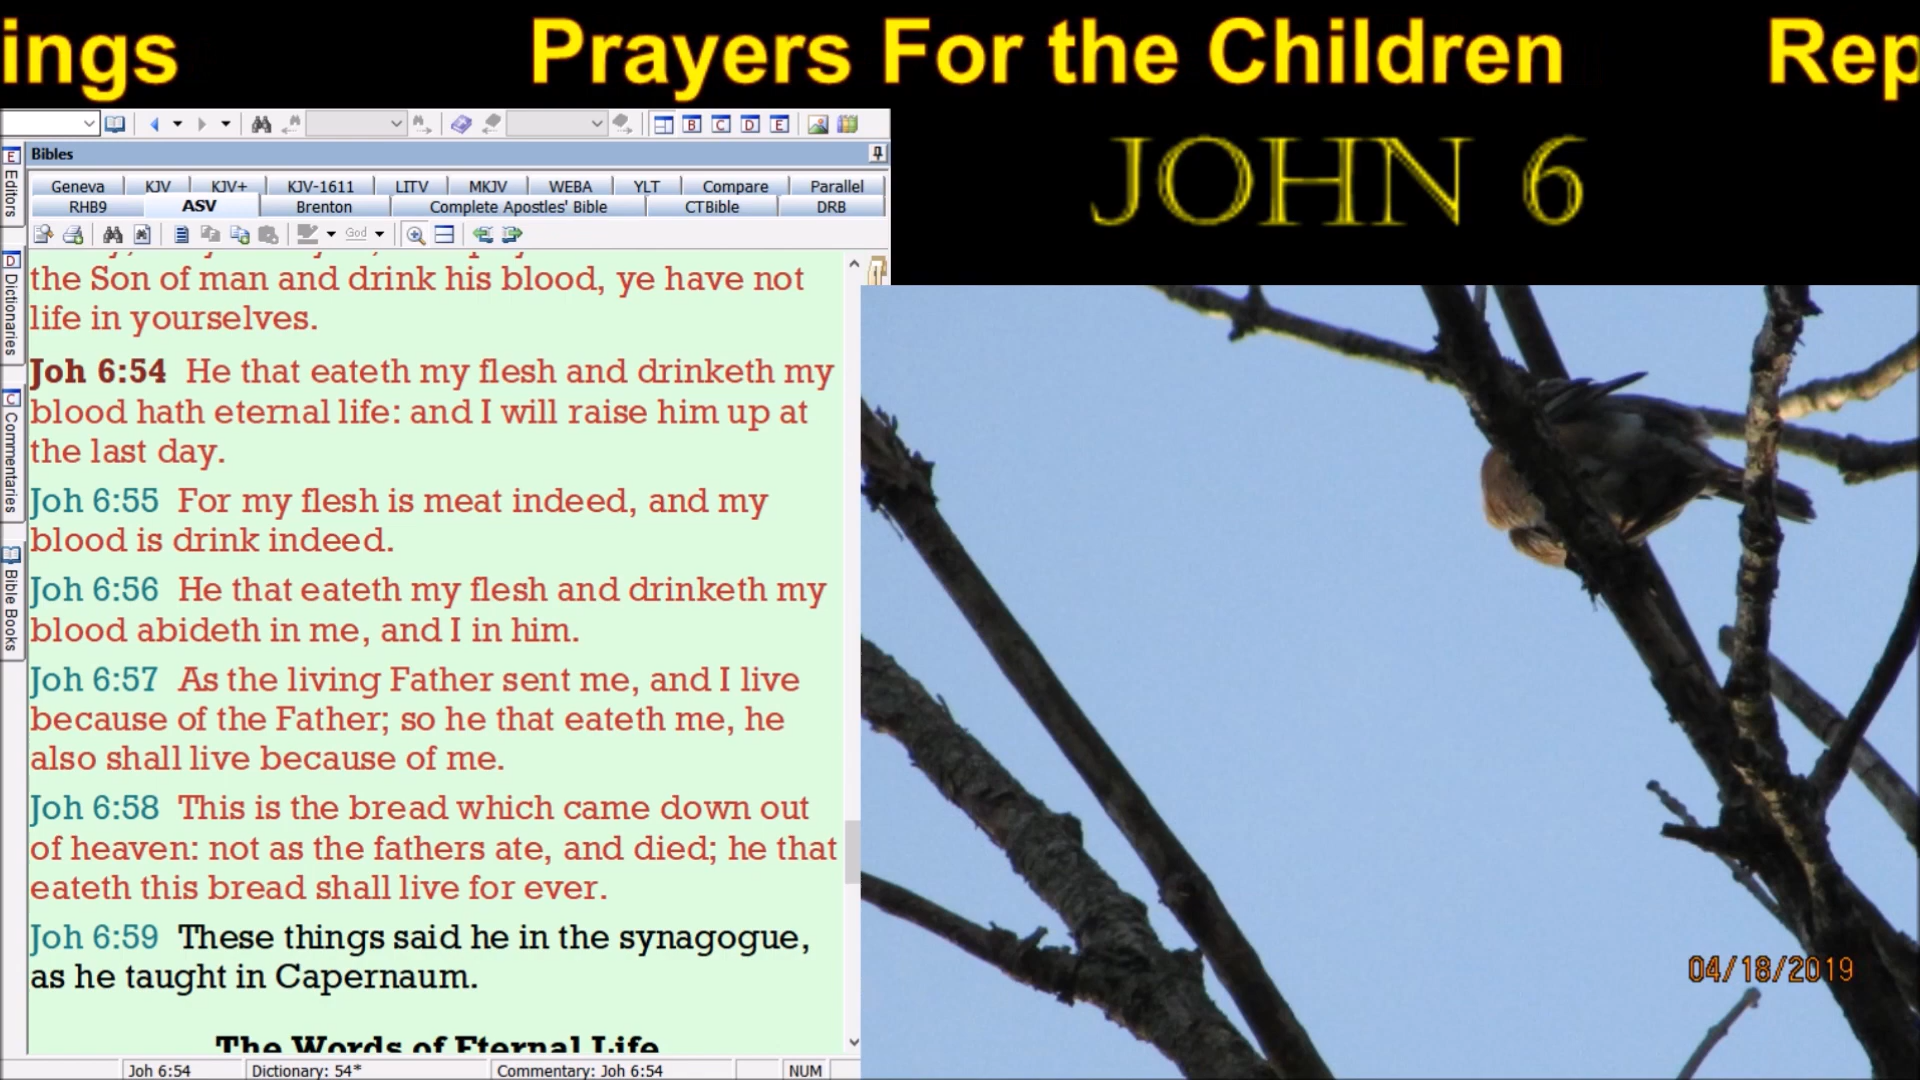 ings Prayers For the Children Rep
JOHN 6
B C D E
Bibles
E Editors
D Dictionaries
C Commentaries
Bible Books
Geneva KJV KJV+ KJV-1611 LITV MKJV WEBA YLT Compare Parallel
RHB9 ASV Brenton Complete Apostles' Bible CTBible DRB
God
the Son of man and drink his blood, ye have not
life in yourselves.
Joh 6:54 He that eateth my flesh and drinketh my
blood hath eternal life: and I will raise him up at
the last day.
Joh 6:55 For my flesh is meat indeed, and my
blood is drink indeed.
Joh 6:56 He that eateth my flesh and drinketh my
blood abideth in me, and I in him.
Joh 6:57 As the living Father sent me, and I live
because of the Father; so he that eateth me, he
also shall live because of me.
Joh 6:58 This is the bread which came down out
of heaven: not as the fathers ate, and died; he that
eateth this bread shall live for ever.
Joh 6:59 These things said he in the synagogue,
as he taught in Capernaum.
The Words of Eternal Life
Joh 6:54 Dictionary: 54* Commentary: Joh 6:54 NUM
04/18/2019